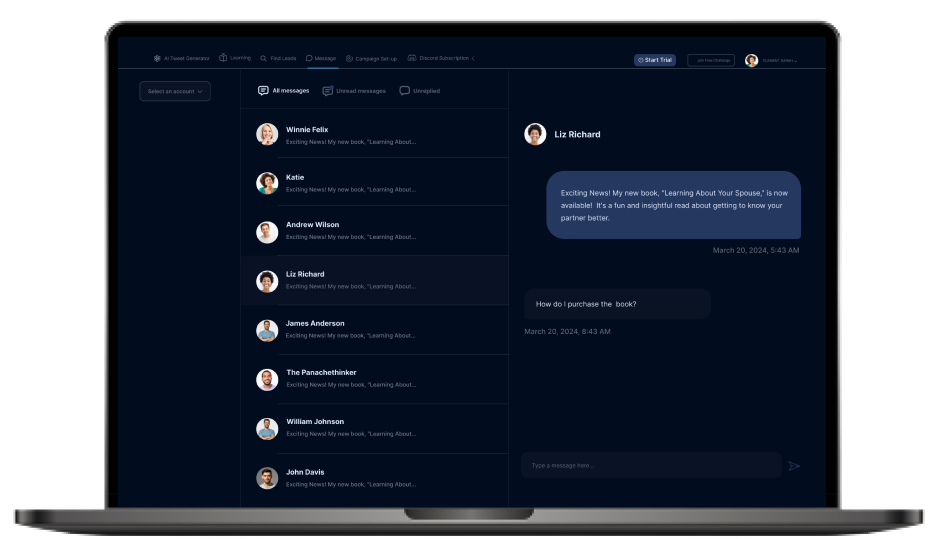 AI Tweet Generator Learning Find Leads Message Campaign Set-up Discord Subscription
Start Trial
Select an account
All messages Unread messages Unreplied
Winnie Felix
Exciting News! My new book, "Learning About...
Katie
Exciting News! My new book, "Learning About...
Andrew Wilson
Exciting News! My new book, "Learning About...
Liz Richard
Exciting News! My new book, "Learning About...
James Anderson
Exciting News! My new book, "Learning About...
The Panachethinker
Exciting News! My new book, "Learning About...
William Johnson
Exciting News! My new book, "Learning About...
John Davis
Exciting News! My new book, "Learning About...
Liz Richard
Exciting News! My new book, "Learning About Your Spouse," is now
available! It's a fun and insightful read about getting to know your
partner better.
March 20, 2024, 5:43 AM
How do I purchase the book?
March 20, 2024, 8:43 AM
Type a message here...